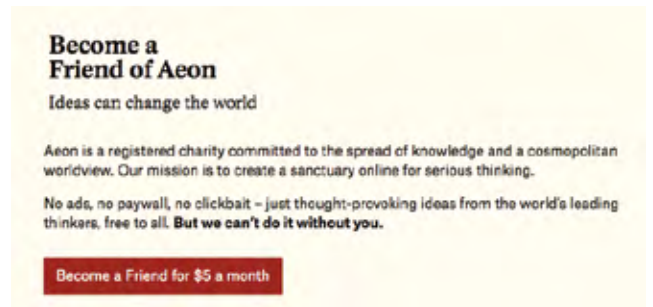 Become a
Friend of Aeon
Ideas can change the world
Aeon is a registered charity committed to the spread of knowledge and a cosmopolitan
worldview. Our mission is to create a sanctuary online for serious thinking.
No ads, no paywall, no clickbait – just thought-provoking ideas from the world's leading
thinkers, free to all. But we can't do it without you.
Become a Friend for $5 a month